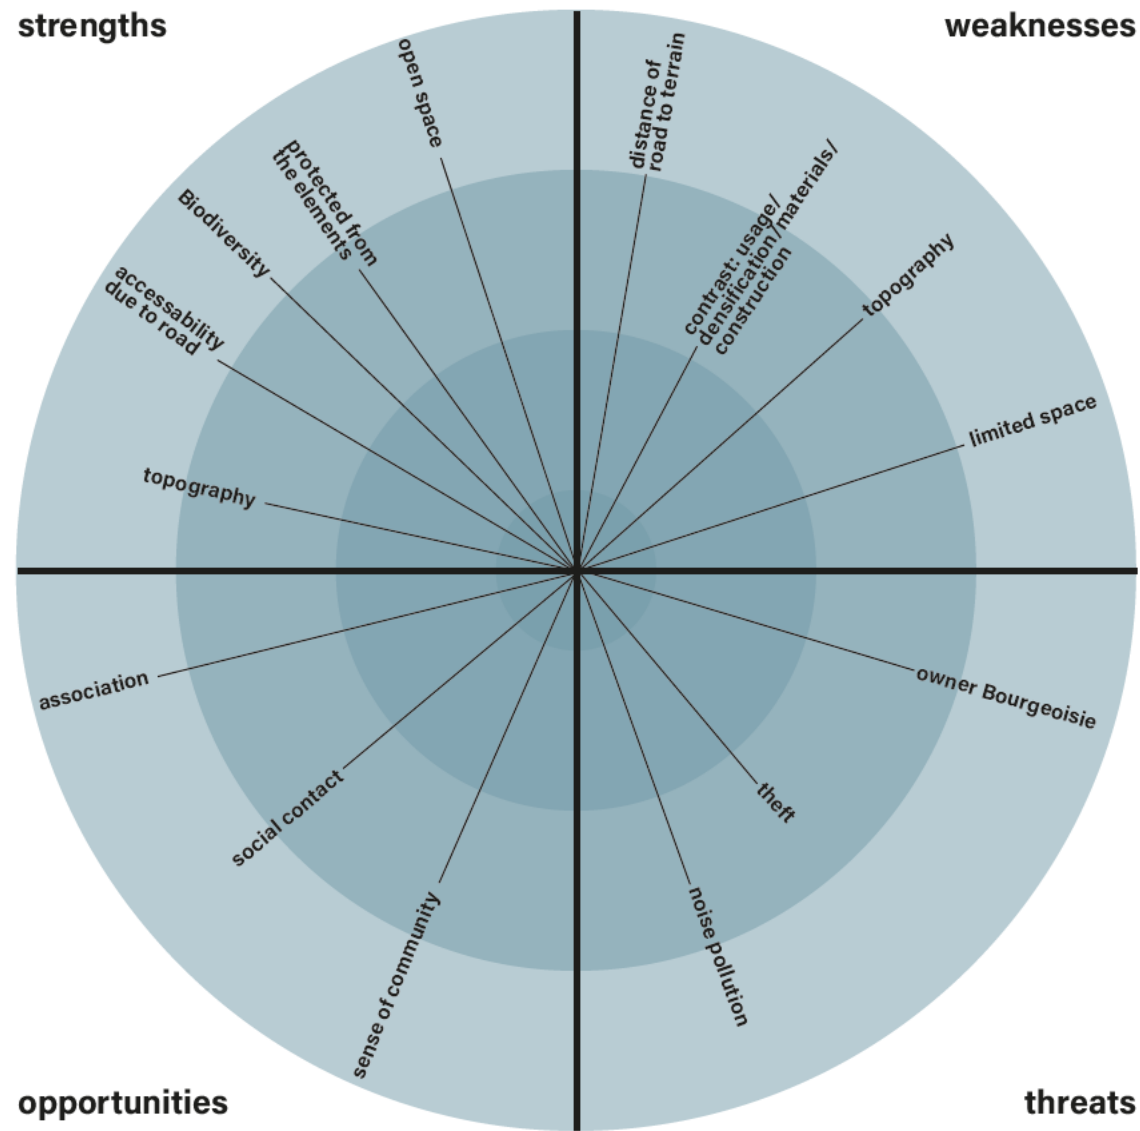 strengths
weaknesses
open space
protected from
the elements
Biodiversity
accessability
due to road
topography
distance of
road to terrain
contrast: usage/
densification/materials/
construction
topography
limited space
association
social contact
sense of community
owner Bourgeoisie
theft
noise pollution
opportunities
threats